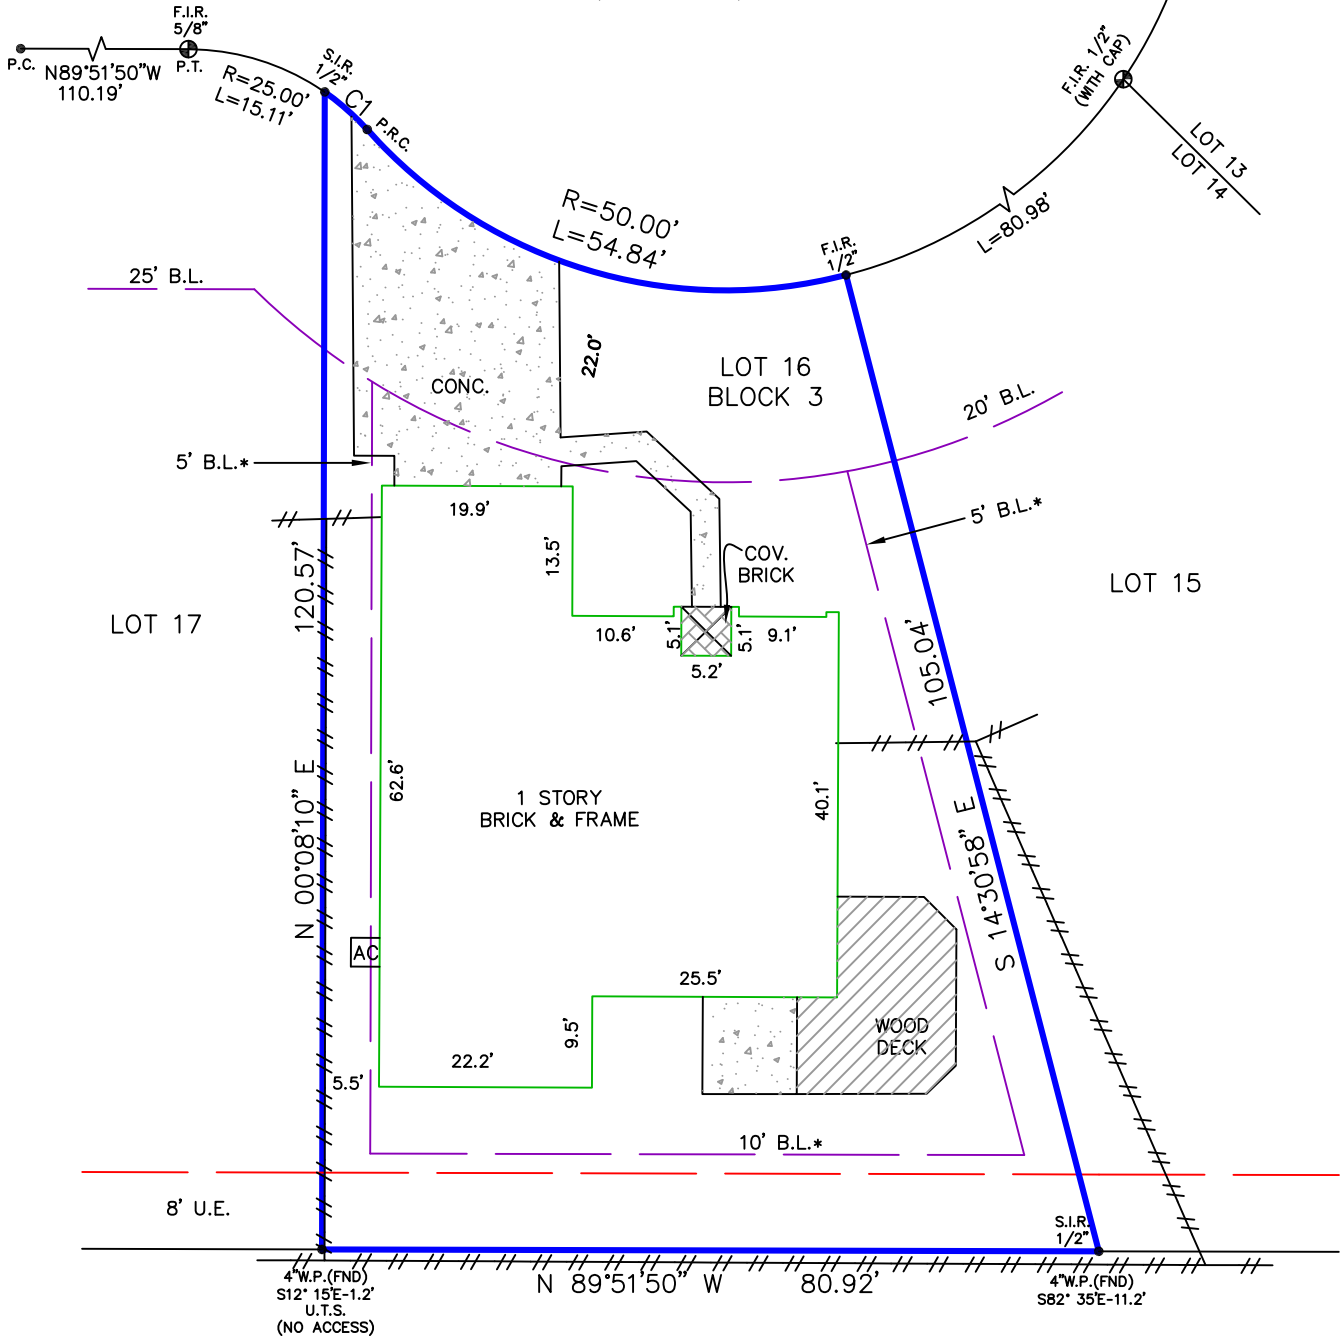 F.I.R.
5/8"
P.C.
P.T.
N89°51'50"W
110.19'
R=25.00'
L=15.11'
S.I.R.
1/2"
C1
P.R.C.
F.I.R. 1/2"
(WITH CAP)
LOT 13
LOT 14
R=50.00'
L=54.84'
L=80.98'
F.I.R.
1/2"
25' B.L.
22.0'
CONC.
LOT 16
BLOCK 3
20' B.L.
5' B.L.*
19.9'
5' B.L.*
13.5'
COV.
BRICK
LOT 17
LOT 15
10.6'
5.1'
5.1'
9.1'
5.2'
N 00°08'10" E 120.57'
62.6'
1 STORY
BRICK & FRAME
40.1'
105.04'
S 14°30'58" E
AC
25.5'
9.5'
22.2'
5.5'
WOOD
DECK
10' B.L.*
8' U.E.
S.I.R.
1/2"
N 89°51'50" W 80.92'
4"W.P.(FND)
S12° 15'E-1.2'
U.T.S.
(NO ACCESS)
4"W.P.(FND)
S82° 35'E-11.2'